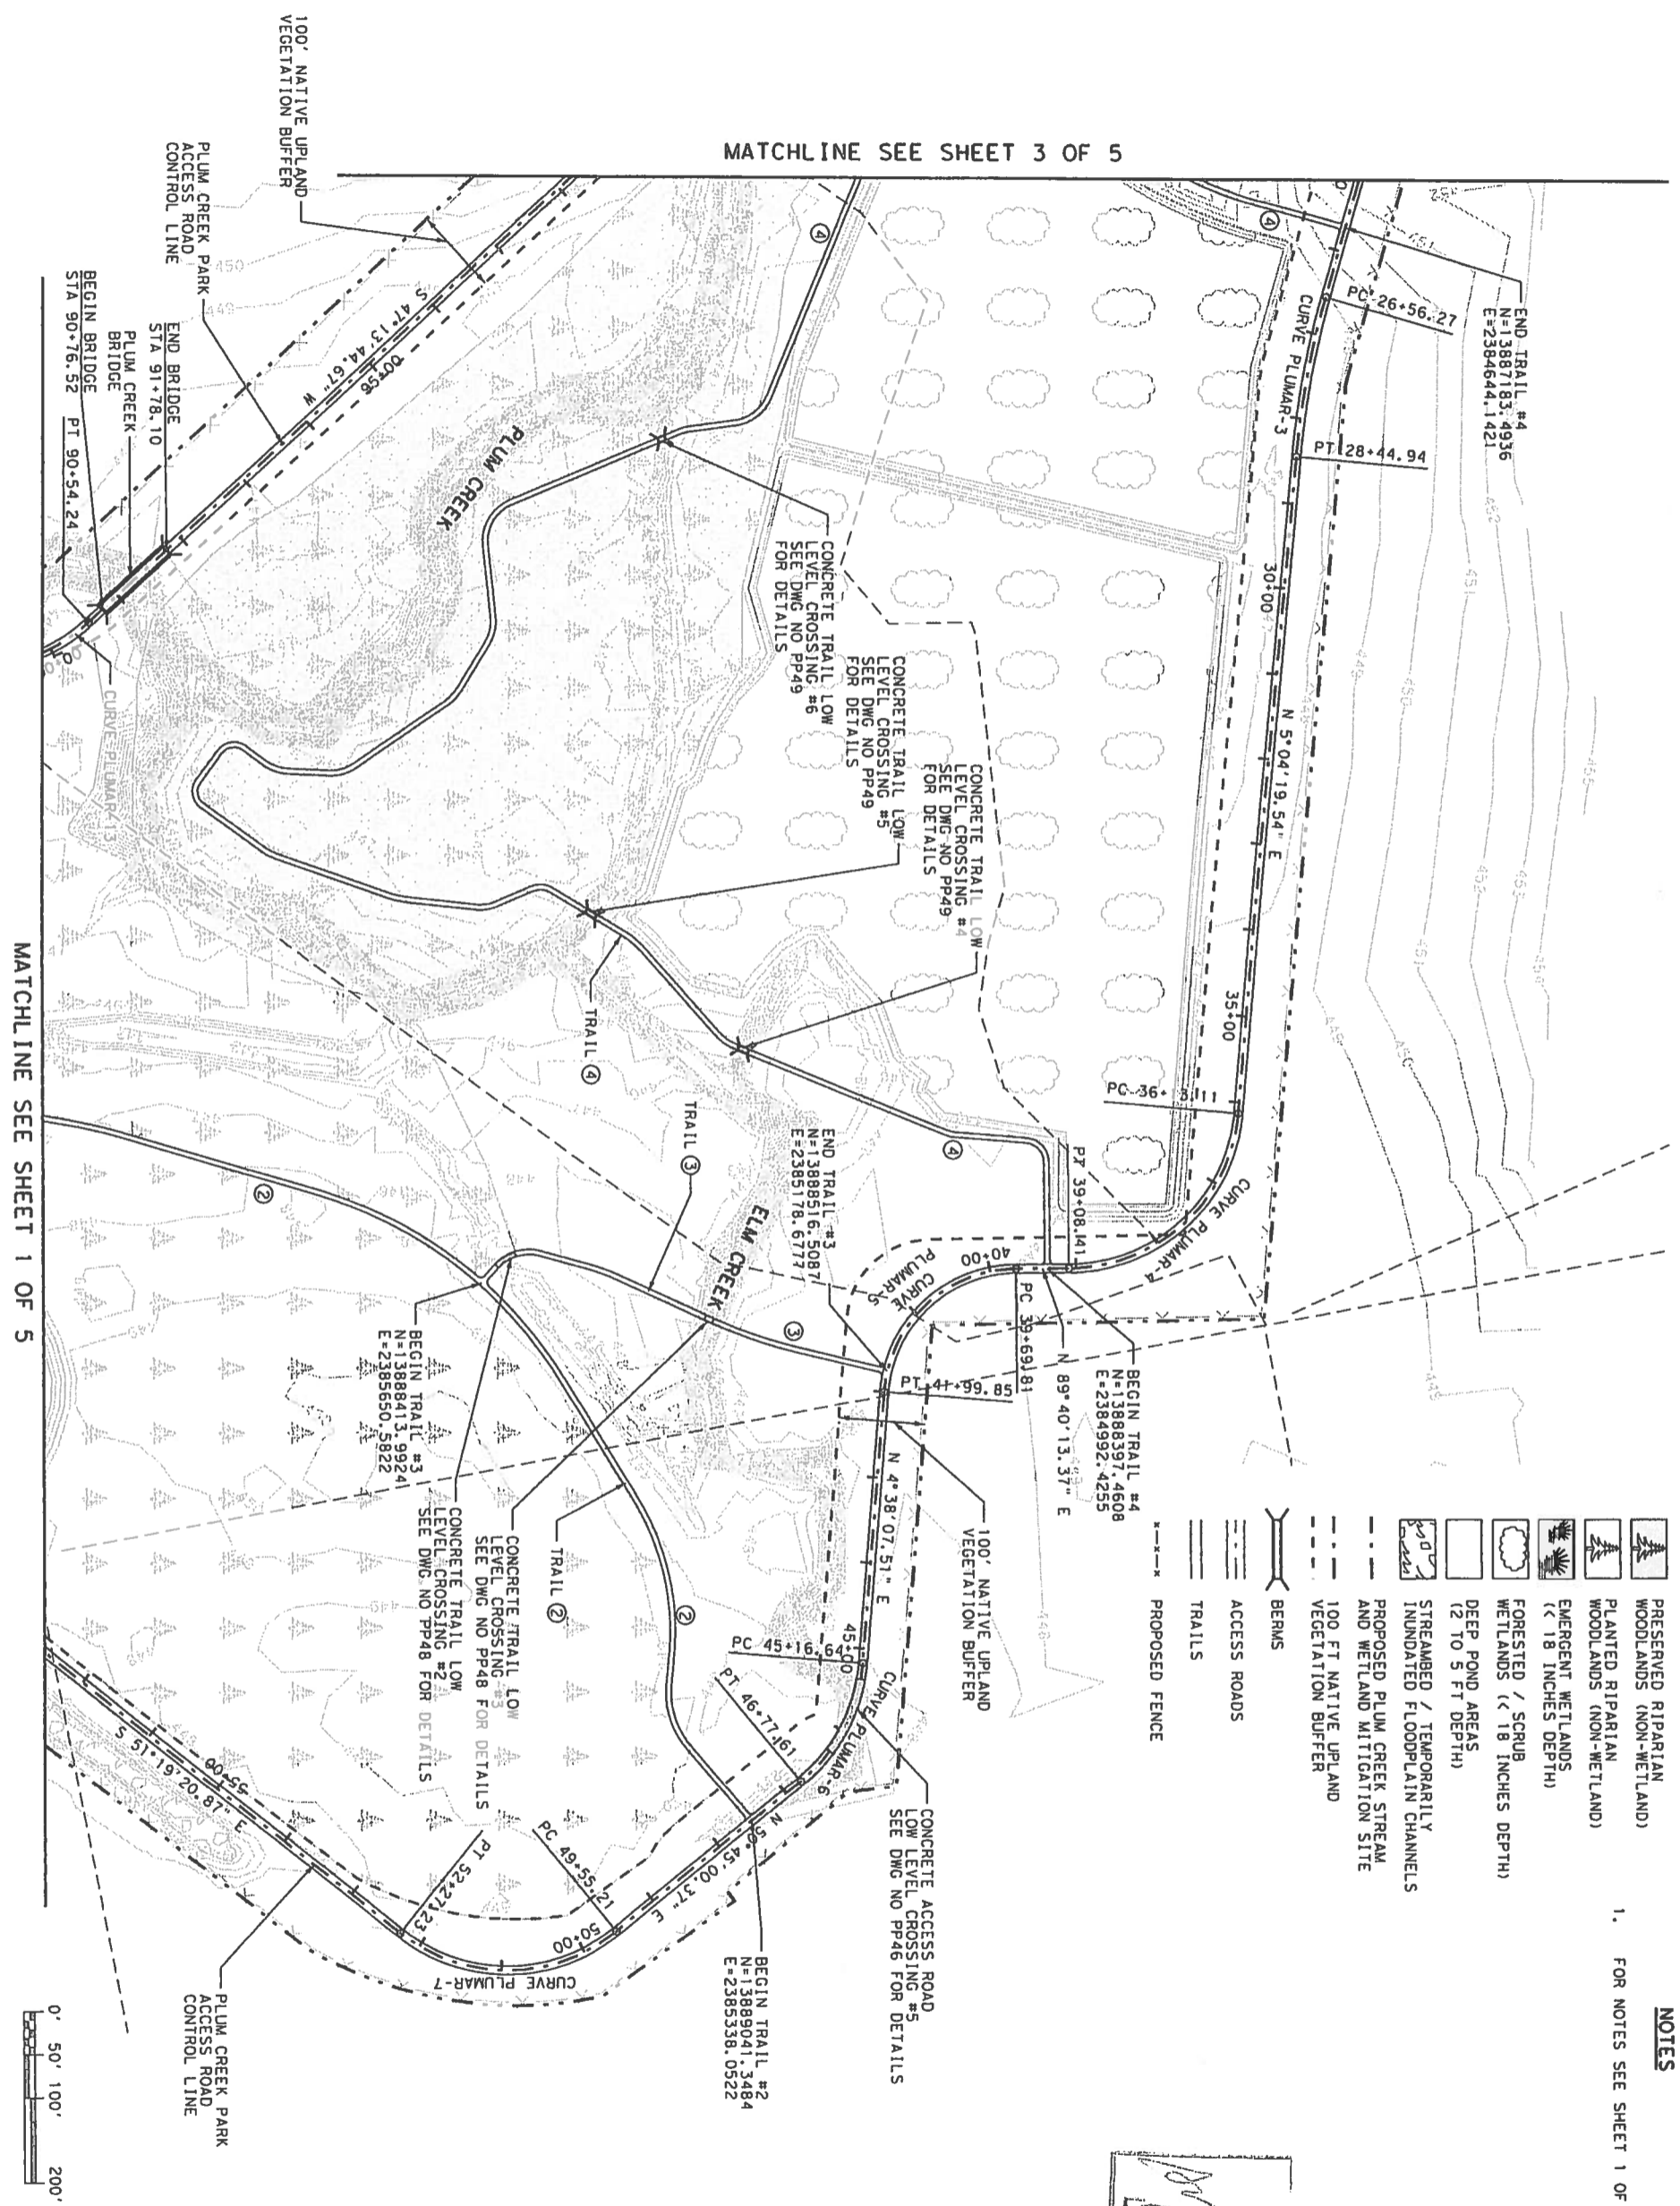 NOTES
1. FOR NOTES SEE SHEET 1 OF
PRESERVED RIPARIAN
WOODLANDS (NON-WETLAND)
PLANTED RIPARIAN
WOODLANDS (NON-WETLAND)
EMERGENT WETLANDS
(< 18 INCHES DEPTH)
FORESTED / SCRUB
WETLANDS (< 18 INCHES DEPTH)
DEEP POND AREAS
(2 TO 5 FT DEPTH)
STREAMBED / TEMPORARILY
INUNDATED FLOODPLAIN CHANNELS
PROPOSED PLUM CREEK STREAM
AND WETLAND MITIGATION SITE
100 FT NATIVE UPLAND
VEGETATION BUFFER
BERMS
ACCESS ROADS
TRAILS
PROPOSED FENCE
MATCHLINE SEE SHEET 3 OF 5
END TRAIL #4
N=13887183.4936
E=2384644.1421
PC 26+56.27
CURVE PLUMAR-3
PT 28+44.94
30+00
N 5°04'19.54" E
35+00
PC 36+13.11
CURVE PLUMAR-4
PT 39+08.41
BEGIN TRAIL #4
N=13888397.4608
E=2384992.4255
N 89°40'13.37" E
PC 39+69.81
40+00
CURVE
PLUMAR-5
END TRAIL #3
N=13888516.5087
E=2385178.6777
PT 41+99.85
100' NATIVE UPLAND
VEGETATION BUFFER
N 4°38'07.51" E
45+00
PC 45+16.64
CURVE PLUMAR-6
PT 46+77.61
CONCRETE ACCESS ROAD
LOW LEVEL CROSSING #5
SEE DWG NO PP46 FOR DETAILS
N 50°45'00.37" E
BEGIN TRAIL #2
N=13889041.3484
E=2385338.0522
PC 49+55.21
50+00
CURVE PLUMAR-7
PT 52+27.23
55+00
S 51°19'20.87" E
PLUM CREEK PARK
ACCESS ROAD
CONTROL LINE
4
4
CONCRETE TRAIL LOW
LEVEL CROSSING #4
SEE DWG NO PP49
FOR DETAILS
CONCRETE TRAIL LOW
LEVEL CROSSING #5
SEE DWG NO PP49
FOR DETAILS
CONCRETE TRAIL LOW
LEVEL CROSSING #6
SEE DWG NO PP49
FOR DETAILS
PLUM CREEK
TRAIL 4
4
TRAIL 3
ELM CREEK
3
2
BEGIN TRAIL #3
N=13888413.9924
E=2385650.5822
CONCRETE TRAIL LOW
LEVEL CROSSING #2
SEE DWG NO PP48 FOR DETAILS
CONCRETE TRAIL LOW
LEVEL CROSSING #3
SEE DWG NO PP48 FOR DETAILS
TRAIL 2
2
100' NATIVE UPLAND
VEGETATION BUFFER
PLUM CREEK PARK
ACCESS ROAD
CONTROL LINE
S 47°13'44.67" W
95+00
END BRIDGE
STA 91+78.10
PLUM CREEK
BRIDGE
BEGIN BRIDGE
STA 90+76.52
PT 90+54.24
CURVE PLUMAR-13
MATCHLINE SEE SHEET 1 OF 5
0' 50' 100' 200'